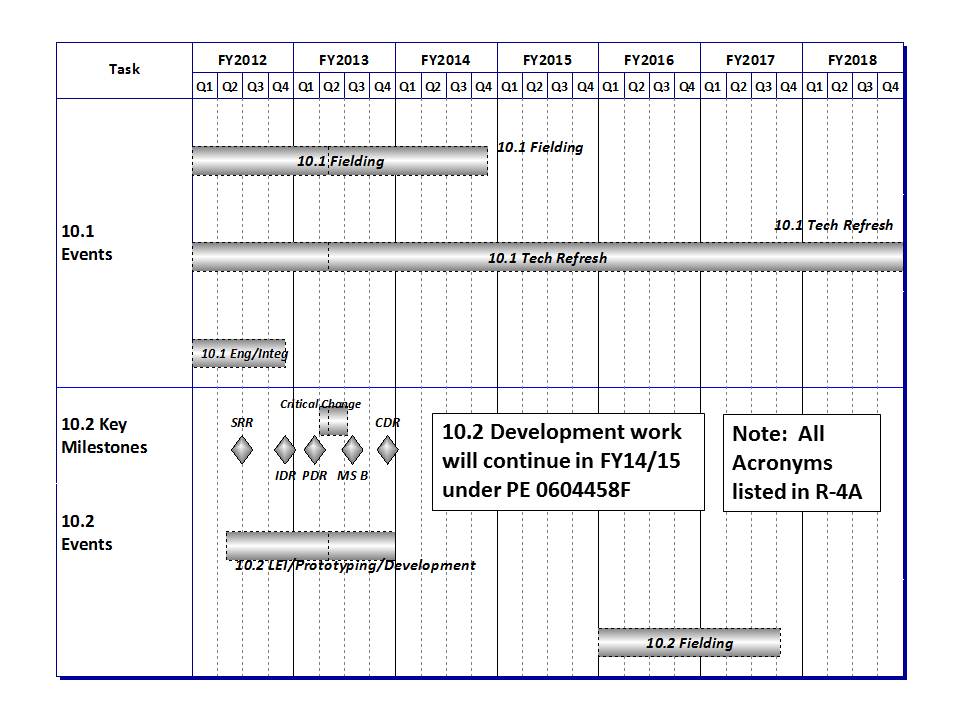 Task
FY2012 FY2013 FY2014 FY2015 FY2016 FY2017 FY2018
Q1 Q2 Q3 Q4 Q1 Q2 Q3 Q4 Q1 Q2 Q3 Q4 Q1 Q2 Q3 Q4 Q1 Q2 Q3 Q4 Q1 Q2 Q3 Q4 Q1 Q2 Q3 Q4
10.1 Fielding
10.1 Fielding
10.1 Tech Refresh
10.1
Events
10.1 Tech Refresh
10.1 Eng/Integ
Critical Change
10.2 Key
Milestones
SRR
CDR
IDR PDR MS B
10.2 Development work
will continue in FY14/15
under PE 0604458F
Note: All
Acronyms
listed in R-4A
10.2
Events
10.2 LEI/Prototyping/Development
10.2 Fielding